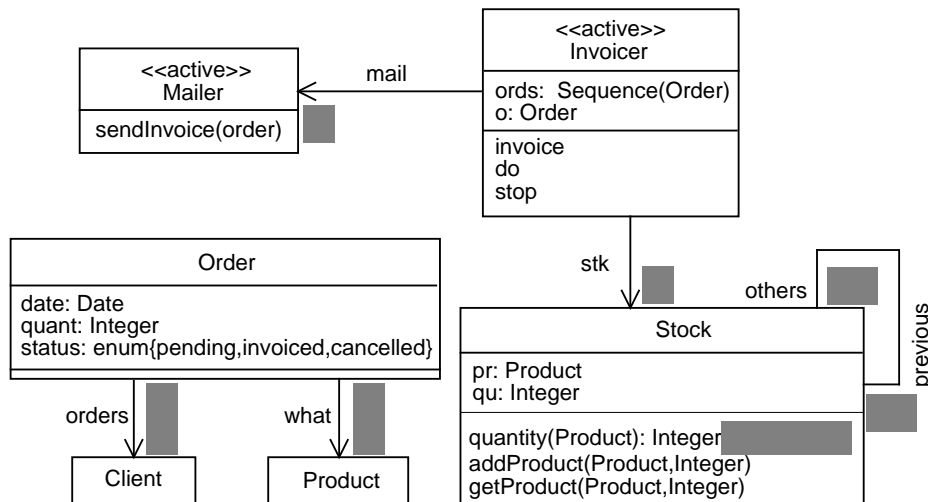 <<active>>
Invoicer
ords: Sequence(Order)
o: Order
invoice
do
stop
<<active>>
Mailer
sendInvoice(order)
mail
stk
Order
date: Date
quant: Integer
status: enum{pending,invoiced,cancelled}
orders
what
Client
Product
others
previous
Stock
pr: Product
qu: Integer
quantity(Product): Integer
addProduct(Product,Integer)
getProduct(Product,Integer)